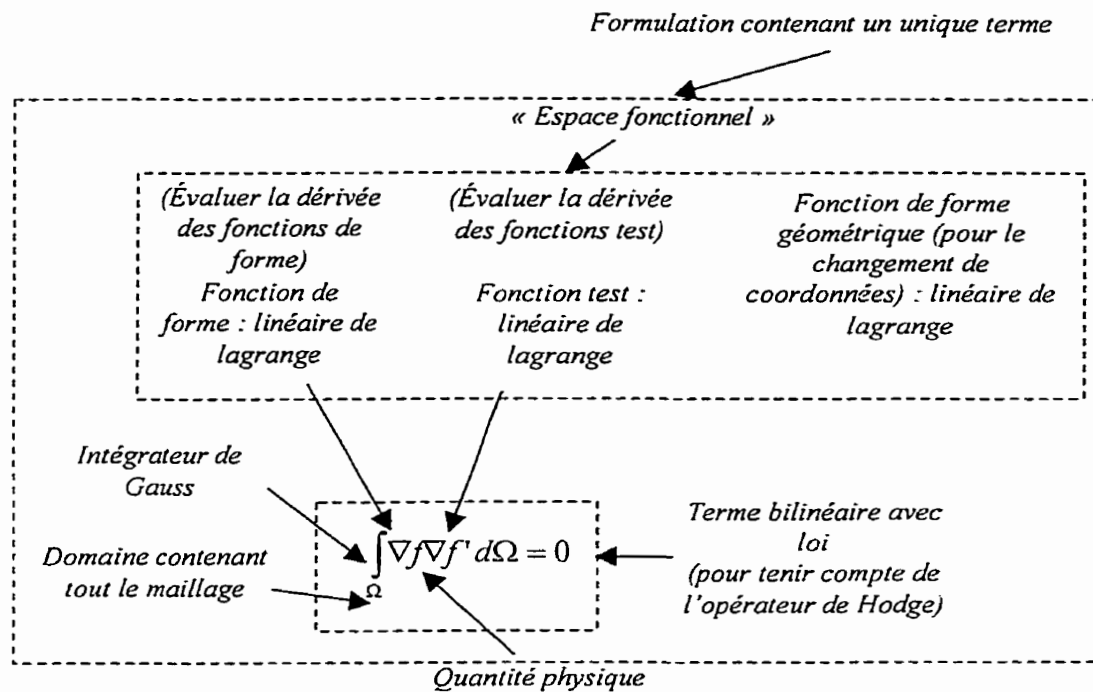 Formulation contenant un unique terme
« Espace fonctionnel »
(Évaluer la dérivée
des fonctions de
forme)
Fonction de
forme : linéaire de
lagrange
(Évaluer la dérivée
des fonctions test)
Fonction test :
linéaire de
lagrange
Fonction de forme
géométrique (pour le
changement de
coordonnées) : linéaire de
lagrange
Intégrateur de
Gauss
Domaine contenant
tout le maillage
∫∇f∇f' dΩ = 0
Ω
Terme bilinéaire avec
loi
(pour tenir compte de
l'opérateur de Hodge)
Quantité physique